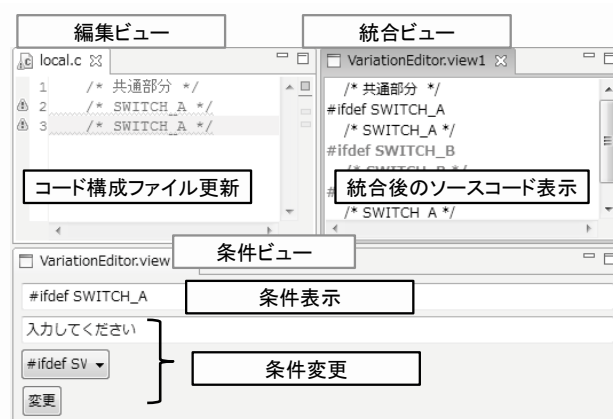 編集ビュー
統合ビュー
local.c
VariationEditor.view1
1 /* 共通部分 */
2 /* SWITCH_A */
3 /* SWITCH_A */
コード構成ファイル更新
/* 共通部分 */
#ifdef SWITCH_A
/* SWITCH_A */
#ifdef SWITCH_B
統合後のソースコード表示
/* SWITCH A */
条件ビュー
VariationEditor.view
#ifdef SWITCH_A
条件表示
入力してください
#ifdef SV
条件変更
変更